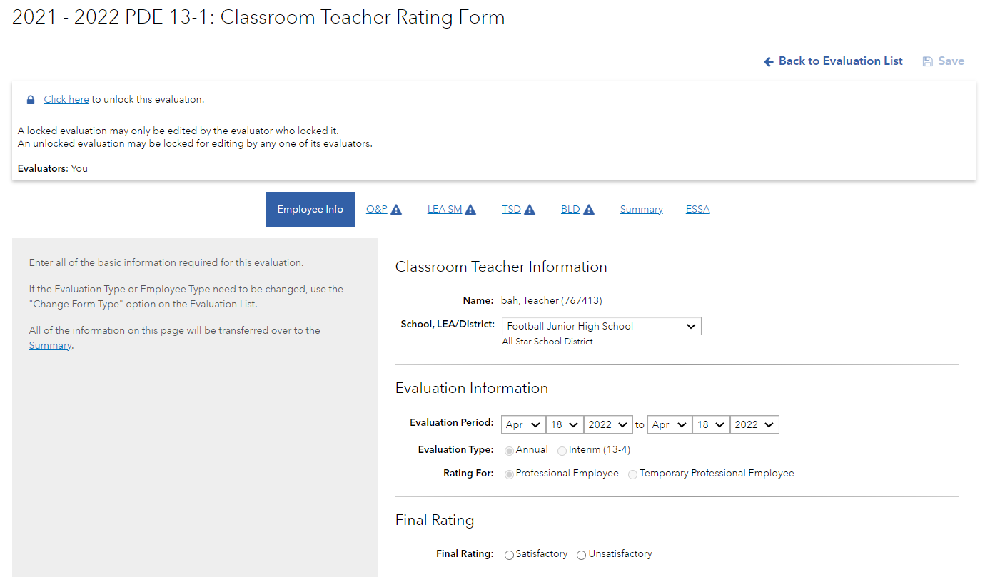 2021 - 2022 PDE 13-1: Classroom Teacher Rating Form
Back to Evaluation List Save
Click here to unlock this evaluation.
A locked evaluation may only be edited by the evaluator who locked it.
An unlocked evaluation may be locked for editing by any one of its evaluators.
Evaluators: You
Employee Info O&P LEA SM TSD BLD Summary ESSA
Enter all of the basic information required for this evaluation.
If the Evaluation Type or Employee Type need to be changed, use the
"Change Form Type" option on the Evaluation List.
All of the information on this page will be transferred over to the
Summary.
Classroom Teacher Information
Name: bah, Teacher (767413)
School, LEA/District: Football Junior High School
All-Star School District
Evaluation Information
Evaluation Period: Apr 18 2022 to Apr 18 2022
Evaluation Type: Annual Interim (13-4)
Rating For: Professional Employee Temporary Professional Employee
Final Rating
Final Rating: Satisfactory Unsatisfactory